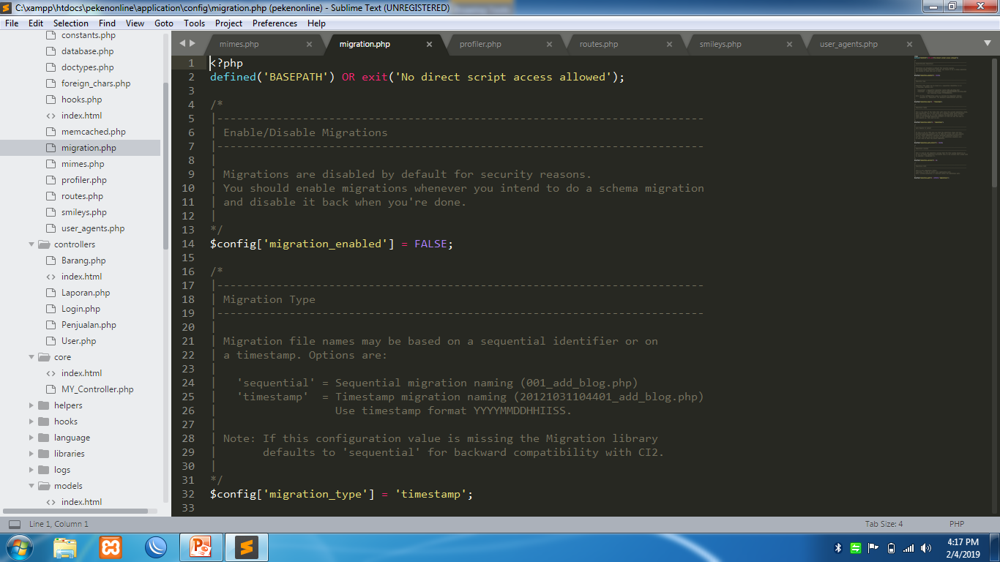 C:\xampp\htdocs\pekenonline\application\config\migration.php (pekenonline) - Sublime Text (UNREGISTERED)
File Edit Selection Find View Goto Tools Project Preferences Help
constants.php
database.php
doctypes.php
foreign_chars.php
hooks.php
index.html
memcached.php
migration.php
mimes.php
profiler.php
routes.php
smileys.php
user_agents.php
controllers
Barang.php
index.html
Laporan.php
Login.php
Penjualan.php
User.php
core
index.html
MY_Controller.php
helpers
hooks
language
libraries
logs
models
index.html
mimes.php migration.php profiler.php routes.php smileys.php user_agents.php
1 <?php
2 defined('BASEPATH') OR exit('No direct script access allowed');
3
4 /*
5 |--------------------------------------------------------------------------
6 | Enable/Disable Migrations
7 |--------------------------------------------------------------------------
8 |
9 | Migrations are disabled by default for security reasons.
10 | You should enable migrations whenever you intend to do a schema migration
11 | and disable it back when you're done.
12 |
13 */
14 $config['migration_enabled'] = FALSE;
15
16 /*
17 |--------------------------------------------------------------------------
18 | Migration Type
19 |--------------------------------------------------------------------------
20 |
21 | Migration file names may be based on a sequential identifier or on
22 | a timestamp. Options are:
23 |
24 |   'sequential' = Sequential migration naming (001_add_blog.php)
25 |   'timestamp'  = Timestamp migration naming (20121031104401_add_blog.php)
26 |                  Use timestamp format YYYYMMDDHHIISS.
27 |
28 | Note: If this configuration value is missing the Migration library
29 |       defaults to 'sequential' for backward compatibility with CI2.
30 |
31 */
32 $config['migration_type'] = 'timestamp';
33
Line 1, Column 1
Tab Size: 4
PHP
4:17 PM
2/4/2019